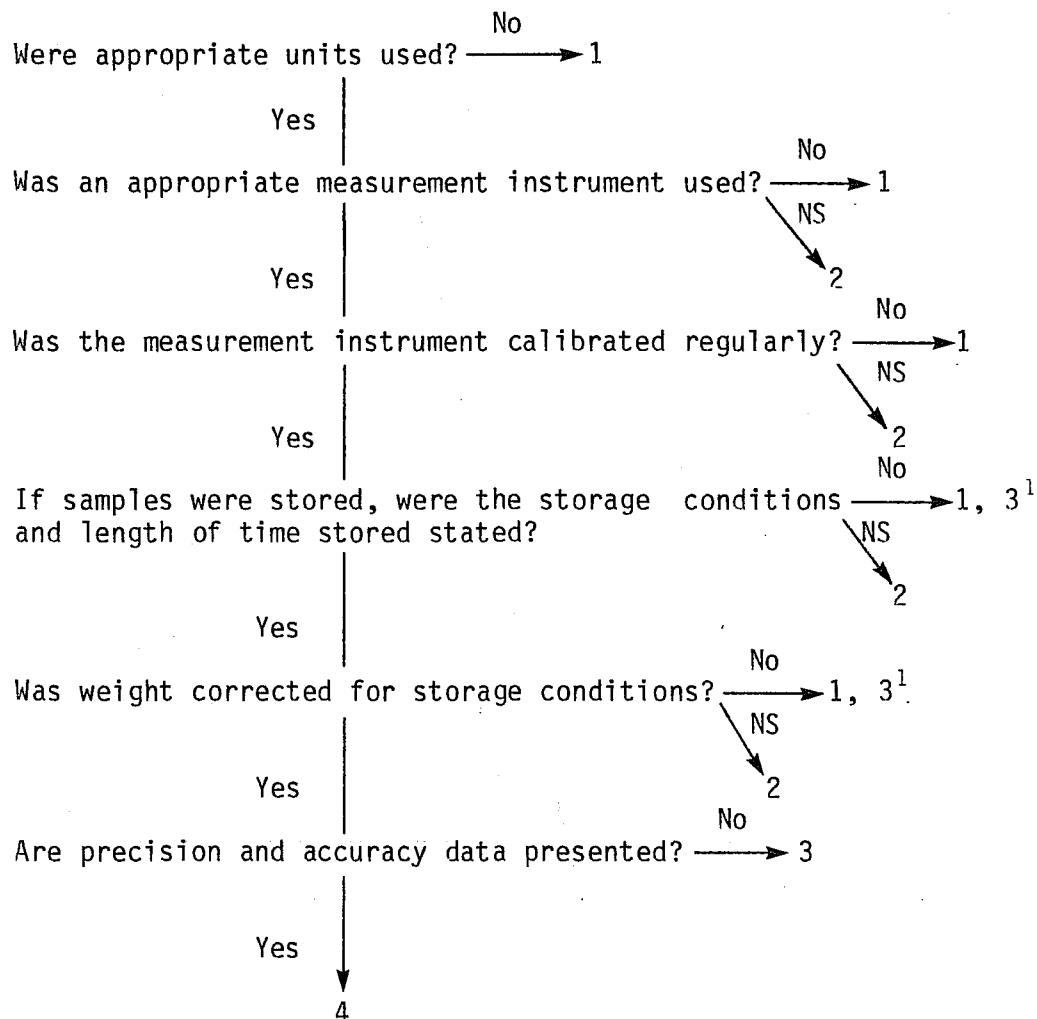 No
Were appropriate units used? 1
Yes
No
Was an appropriate measurement instrument used? 1
NS
Yes 2
No
Was the measurement instrument calibrated regularly? 1
NS
Yes 2
No
If samples were stored, were the storage conditions 1, 3¹
and length of time stored stated? NS
2
Yes
No
Was weight corrected for storage conditions? 1, 3¹
NS
Yes 2
No
Are precision and accuracy data presented? 3
Yes
4